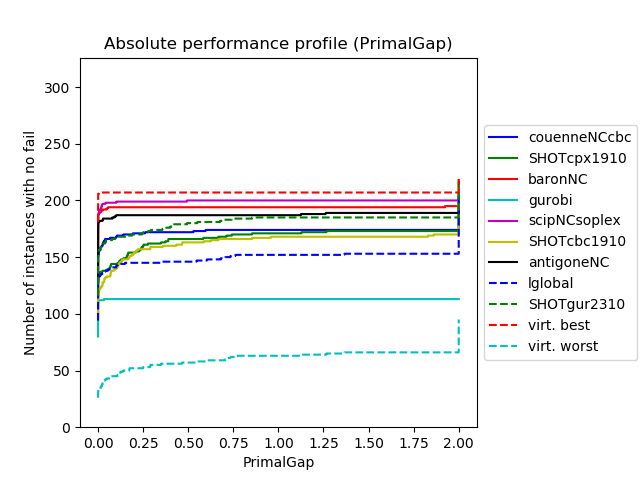 Absolute performance profile (PrimalGap)
Number of instances with no fail
300
250
200
150
100
50
0
0.00 0.25 0.50 0.75 1.00 1.25 1.50 1.75 2.00
PrimalGap
couenneNCcbc
SHOTcpx1910
baronNC
gurobi
scipNCsoplex
SHOTcbc1910
antigoneNC
lglobal
SHOTgur2310
virt. best
virt. worst